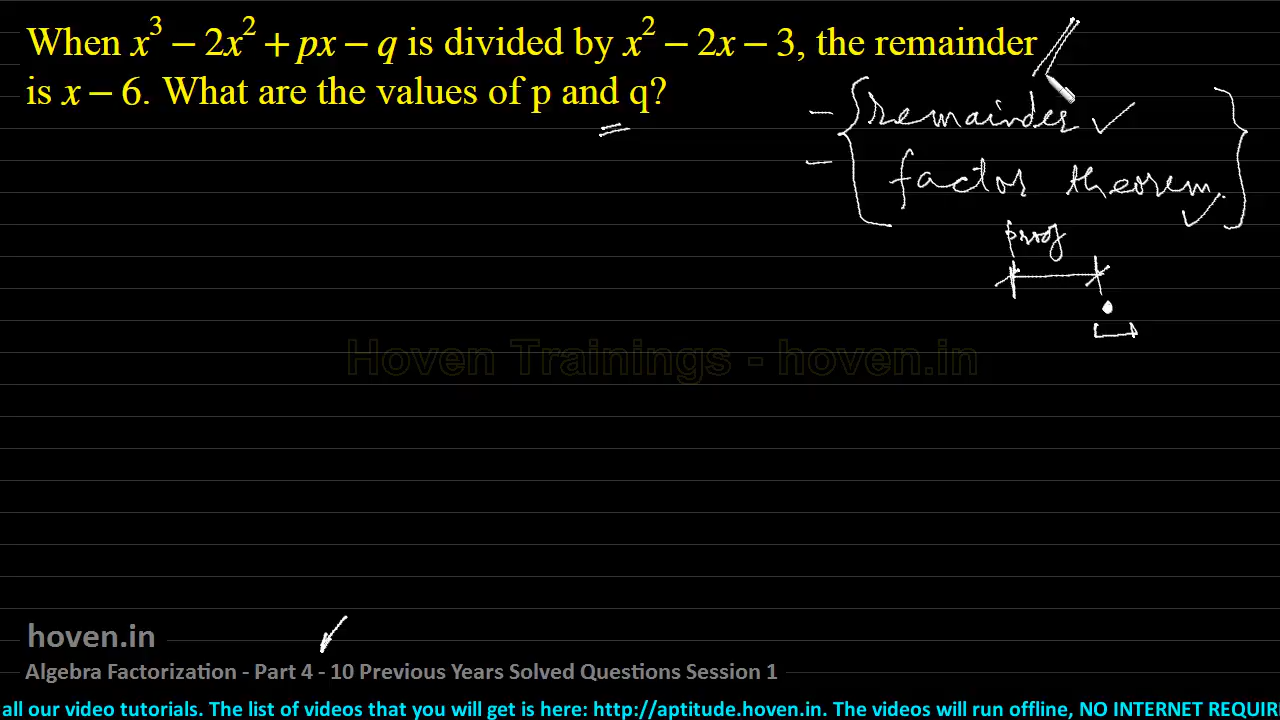 When x³ − 2x² + px − q is divided by x² − 2x − 3, the remainder
is x − 6. What are the values of p and q?
remainder
factor theorem
proof
Hoven Trainings - hoven.in
hoven.in
Algebra Factorization - Part 4 - 10 Previous Years Solved Questions Session 1
all our video tutorials. The list of videos that you will get is here: http://aptitude.hoven.in. The videos will run offline, NO INTERNET REQUIR